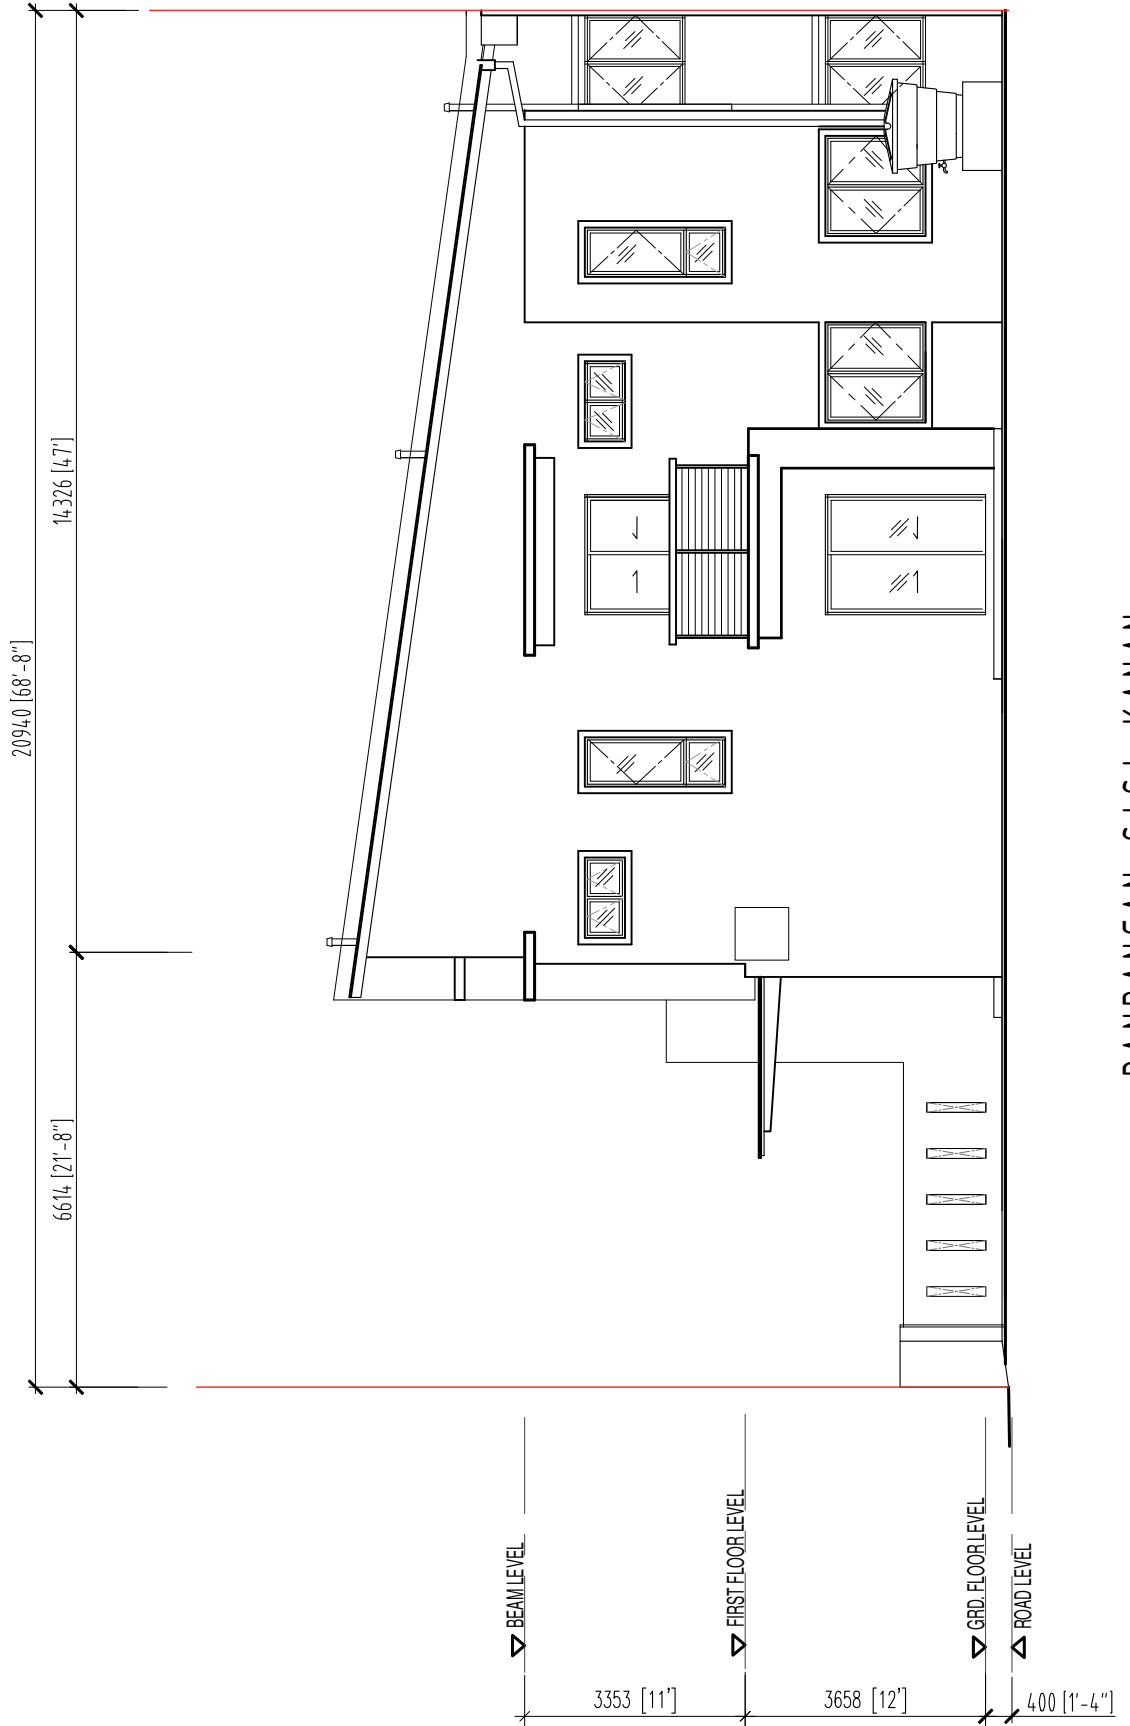 20940 [68'-8"]
6614 [21'-8"]
14326 [47']
BEAM LEVEL
FIRST FLOOR LEVEL
GRD. FLOOR LEVEL
ROAD LEVEL
3353 [11']
3658 [12']
400 [1'-4"]